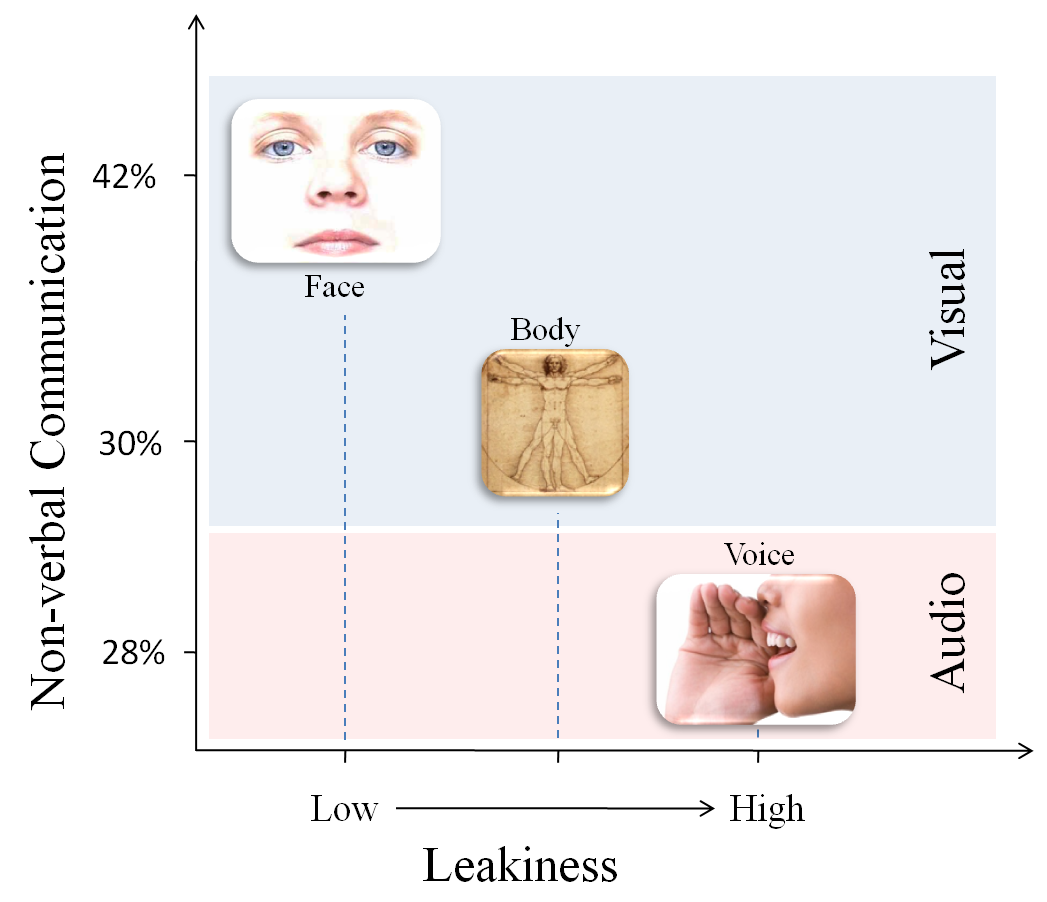 Non-verbal Communication
42%
30%
28%
Face
Body
Voice
Visual
Audio
Low
High
Leakiness